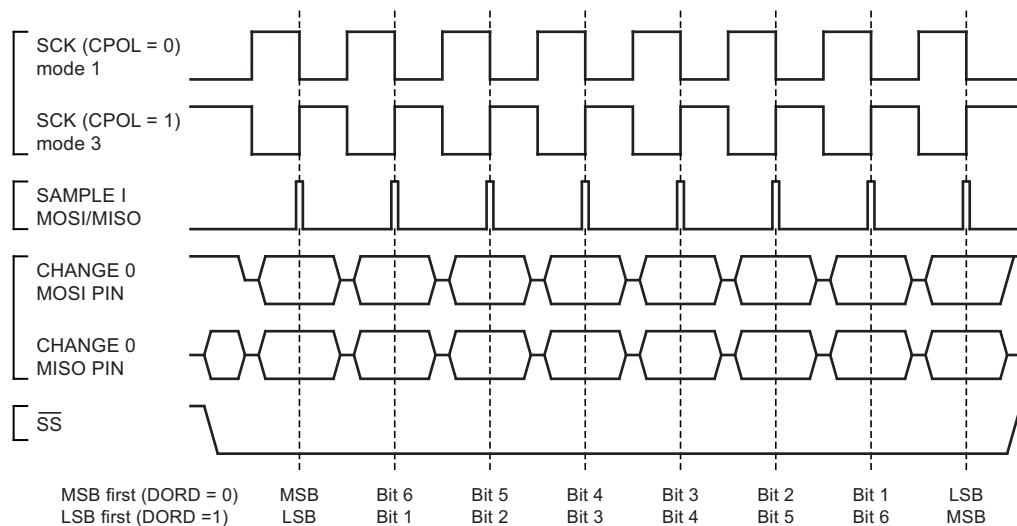 SCK (CPOL = 0)
mode 1
SCK (CPOL = 1)
mode 3
SAMPLE I
MOSI/MISO
CHANGE 0
MOSI PIN
CHANGE 0
MISO PIN
SS
MSB first (DORD = 0) MSB Bit 6 Bit 5 Bit 4 Bit 3 Bit 2 Bit 1 LSB
LSB first (DORD =1) LSB Bit 1 Bit 2 Bit 3 Bit 4 Bit 5 Bit 6 MSB